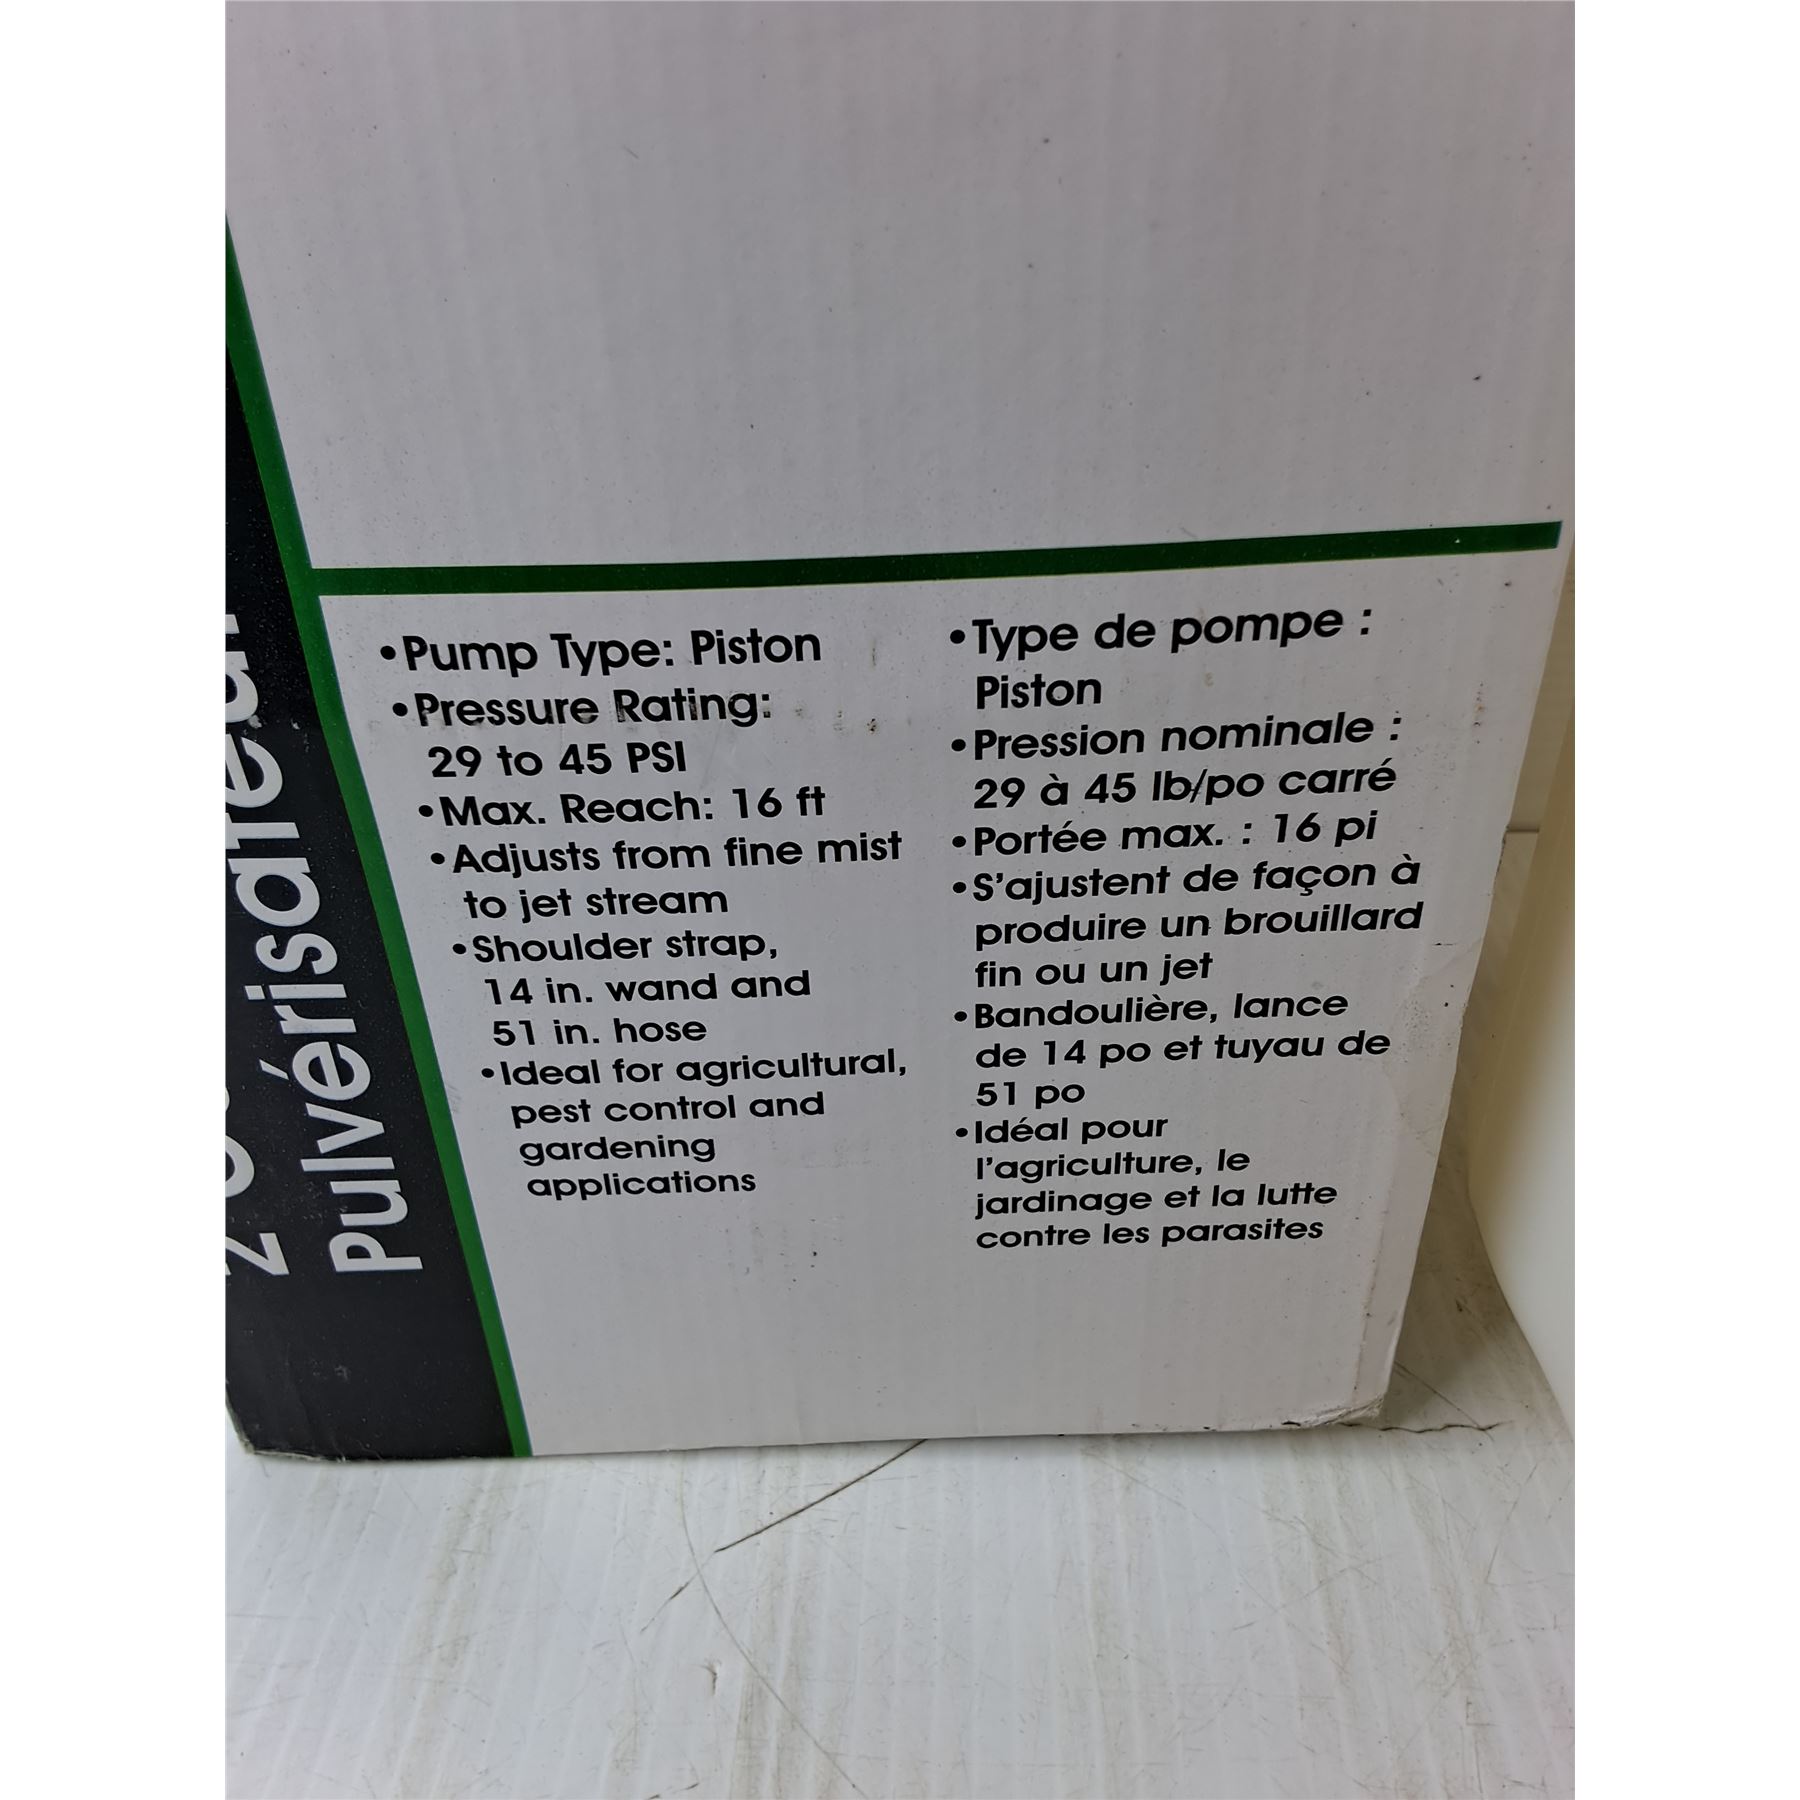 Pulvérisateur
•Pump Type: Piston
•Pressure Rating:
29 to 45 PSI
•Max. Reach: 16 ft
•Adjusts from fine mist
to jet stream
•Shoulder strap,
14 in. wand and
51 in. hose
•Ideal for agricultural,
pest control and
gardening
applications
•Type de pompe :
Piston
•Pression nominale :
29 à 45 lb/po carré
•Portée max. : 16 pi
•S'ajustent de façon à
produire un brouillard
fin ou un jet
•Bandoulière, lance
de 14 po et tuyau de
51 po
•Idéal pour
l'agriculture, le
jardinage et la lutte
contre les parasites